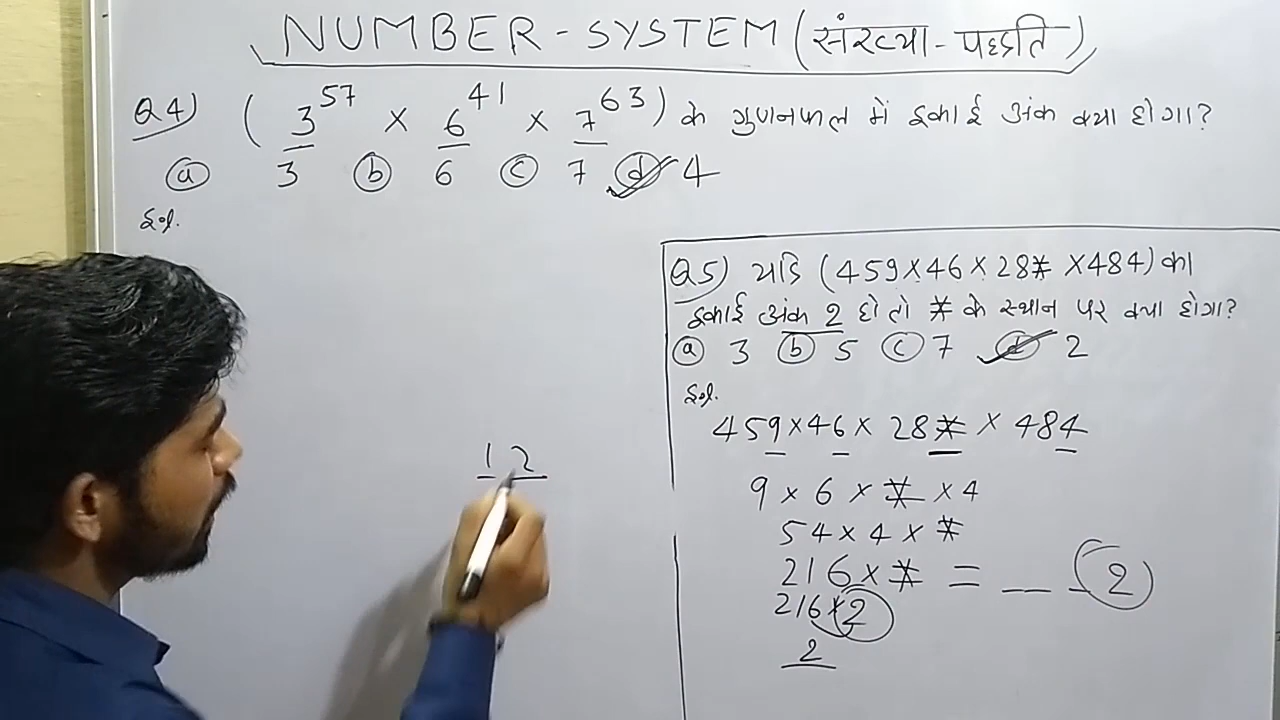 NUMBER-SYSTEM (संख्या-पद्धति)
Q4) (3^57 × 6^41 × 7^63) के गुणनफल में इकाई अंक क्या होगा?
(a) 3 (b) 6 (c) 7 (d) 4
Sol.
12
Q5) यदि (459×46×28* ×484) का
इकाई अंक 2 हो तो * के स्थान पर क्या होगा?
(a) 3 (b) 5 (c) 7 (d) 2
Sol.
459×46× 28* × 484
9 × 6 × * × 4
54 × 4 × *
216 × * = _ _ 2
216×2
2